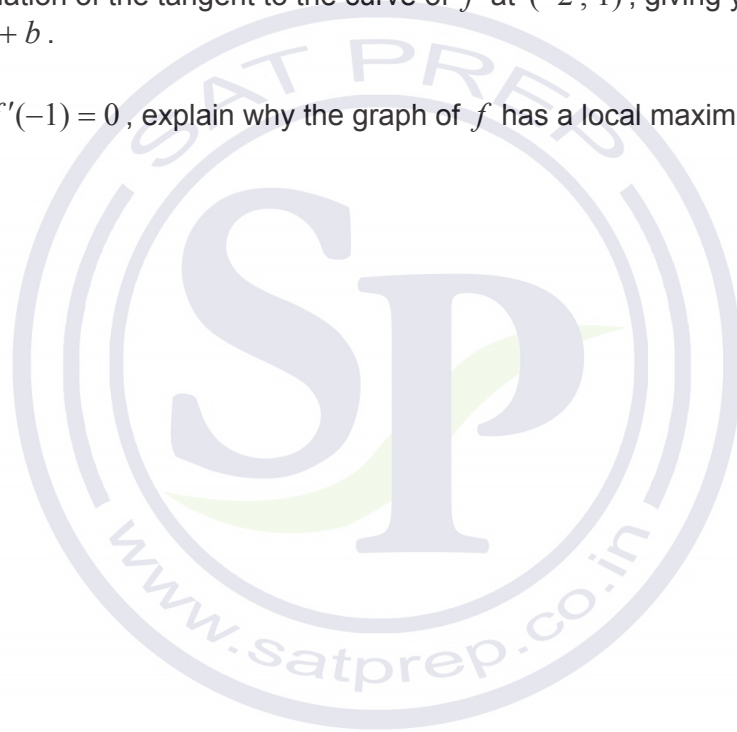 uation of the tangent to the curve of f at (−2, 1), giving y
+ b.
f′(−1) = 0, explain why the graph of f has a local maxim
SAT PREP
SP
www.satprep.co.in